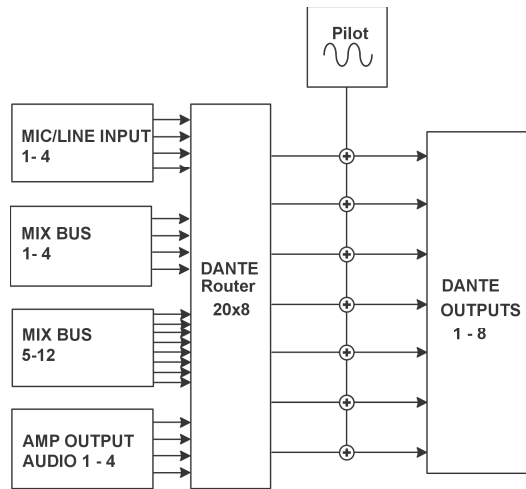 Pilot
MIC/LINE INPUT
1- 4
MIX BUS
1- 4
MIX BUS
5-12
AMP OUTPUT
AUDIO 1 - 4
DANTE
Router
20x8
DANTE
OUTPUTS
1 - 8